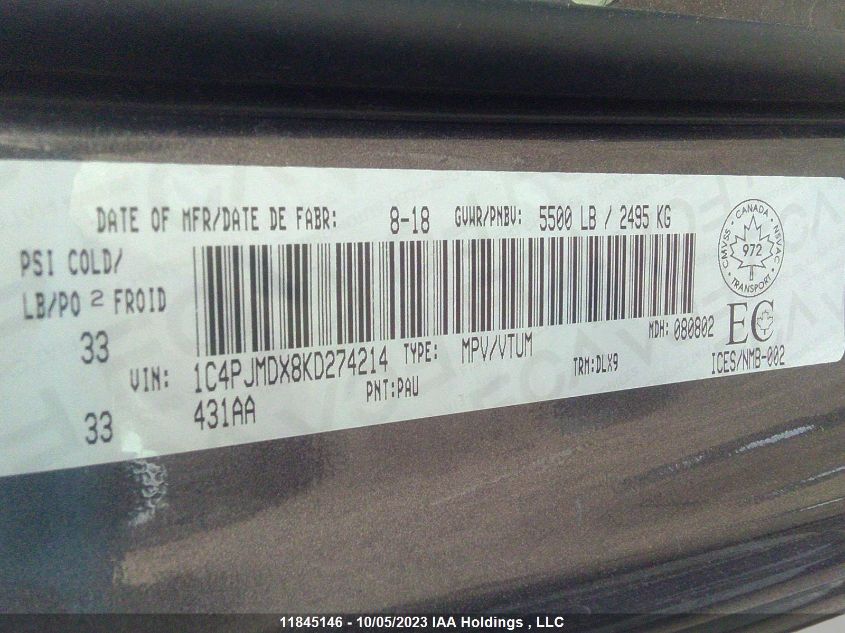 DATE OF MFR/DATE DE FABR: 8-18 GVWR/PNBV: 5500 LB / 2495 KG
PSI COLD/
LB/PO 2 FROID
33
33
CMVSS · CANADA · NSVAC · TRANSPORT
972
EC
ICES/NMB-002
MDH: 080802
VIN: 1C4PJMDX8KD274214 TYPE: MPV/VTUM
TRM:DLX9
PNT:PAU
431AA
11845146 - 10/05/2023 IAA Holdings , LLC